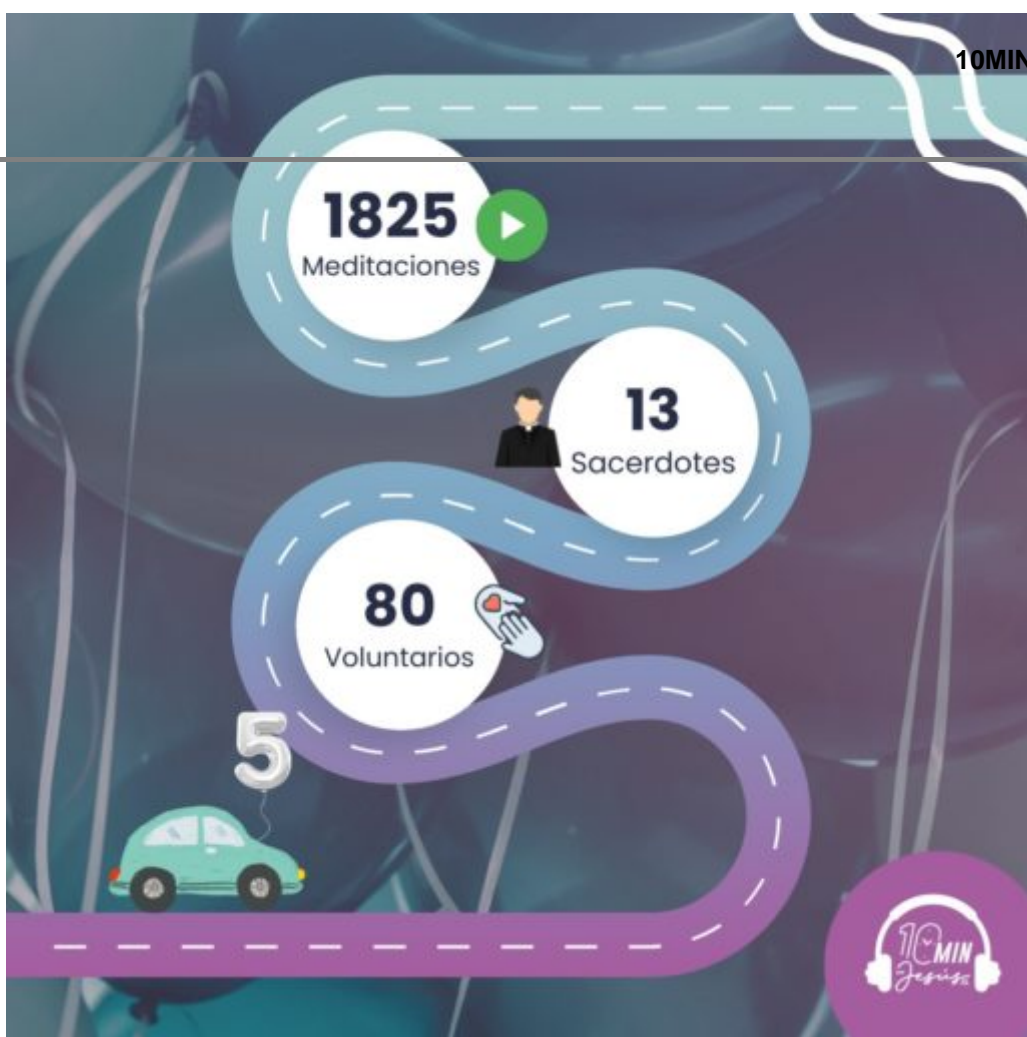 10MIN
1825
Meditaciones
13
Sacerdotes
80
Voluntarios
5
10MIN
Jesús